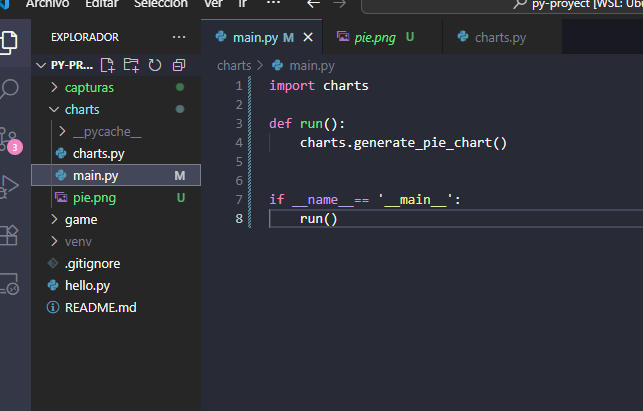 Archivo Editar Selección Ver Ir ··· ← → py-proyect [WSL: Ubu
EXPLORADOR ···
main.py M ✕ pie.png U charts.py
PY-PR...
charts > main.py
capturas
charts
__pycache__
charts.py
main.py M
pie.png U
game
venv
.gitignore
hello.py
README.md
3
1 import charts
2
3 def run():
4     charts.generate_pie_chart()
5
6
7 if __name__== '__main__':
8     run()